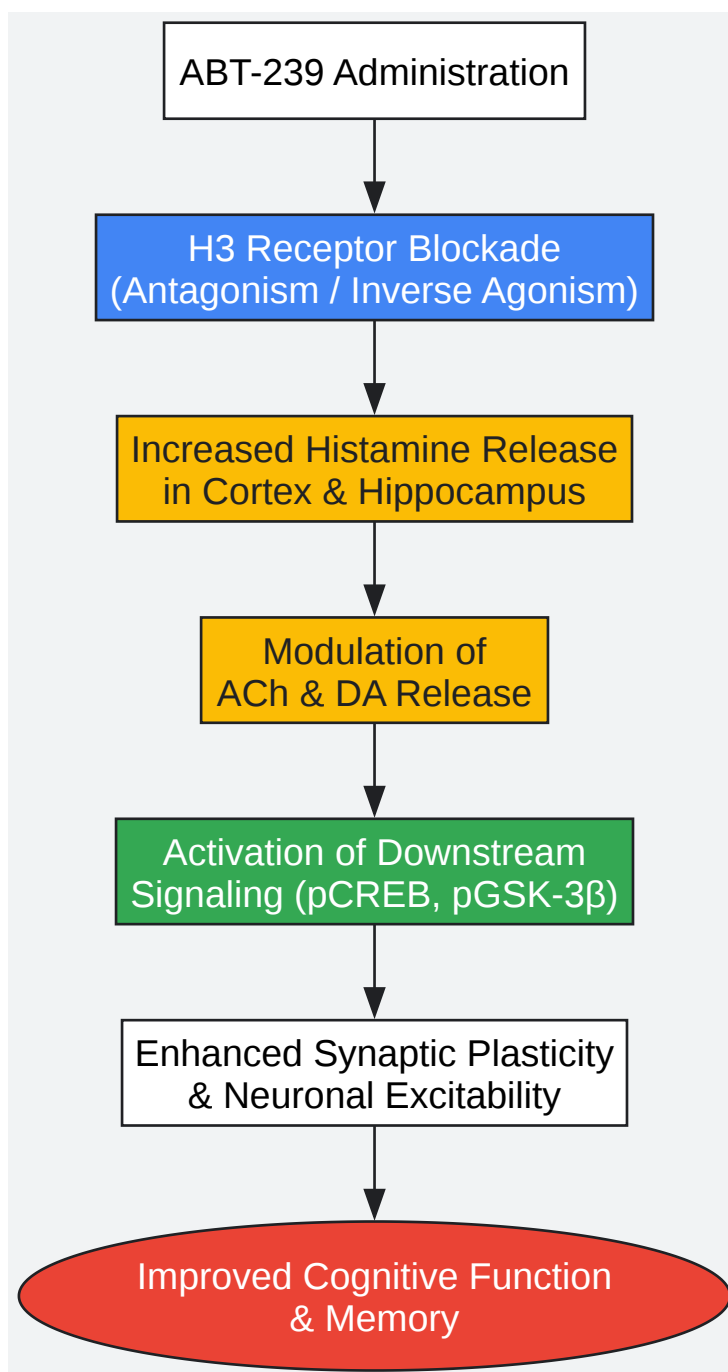 ABT-239 Administration
H3 Receptor Blockade
(Antagonism / Inverse Agonism)
Increased Histamine Release
in Cortex & Hippocampus
Modulation of
ACh & DA Release
Activation of Downstream
Signaling (pCREB, pGSK-3β)
Enhanced Synaptic Plasticity
& Neuronal Excitability
Improved Cognitive Function
& Memory